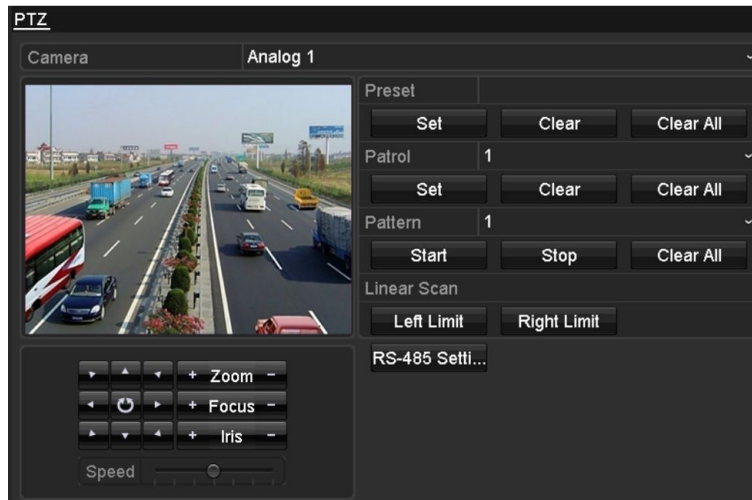 PTZ
Camera Analog 1
Preset
Set Clear Clear All
Patrol 1
Set Clear Clear All
Pattern 1
Start Stop Clear All
Linear Scan
Left Limit Right Limit
RS-485 Setti...
+ Zoom -
+ Focus -
+ Iris -
Speed